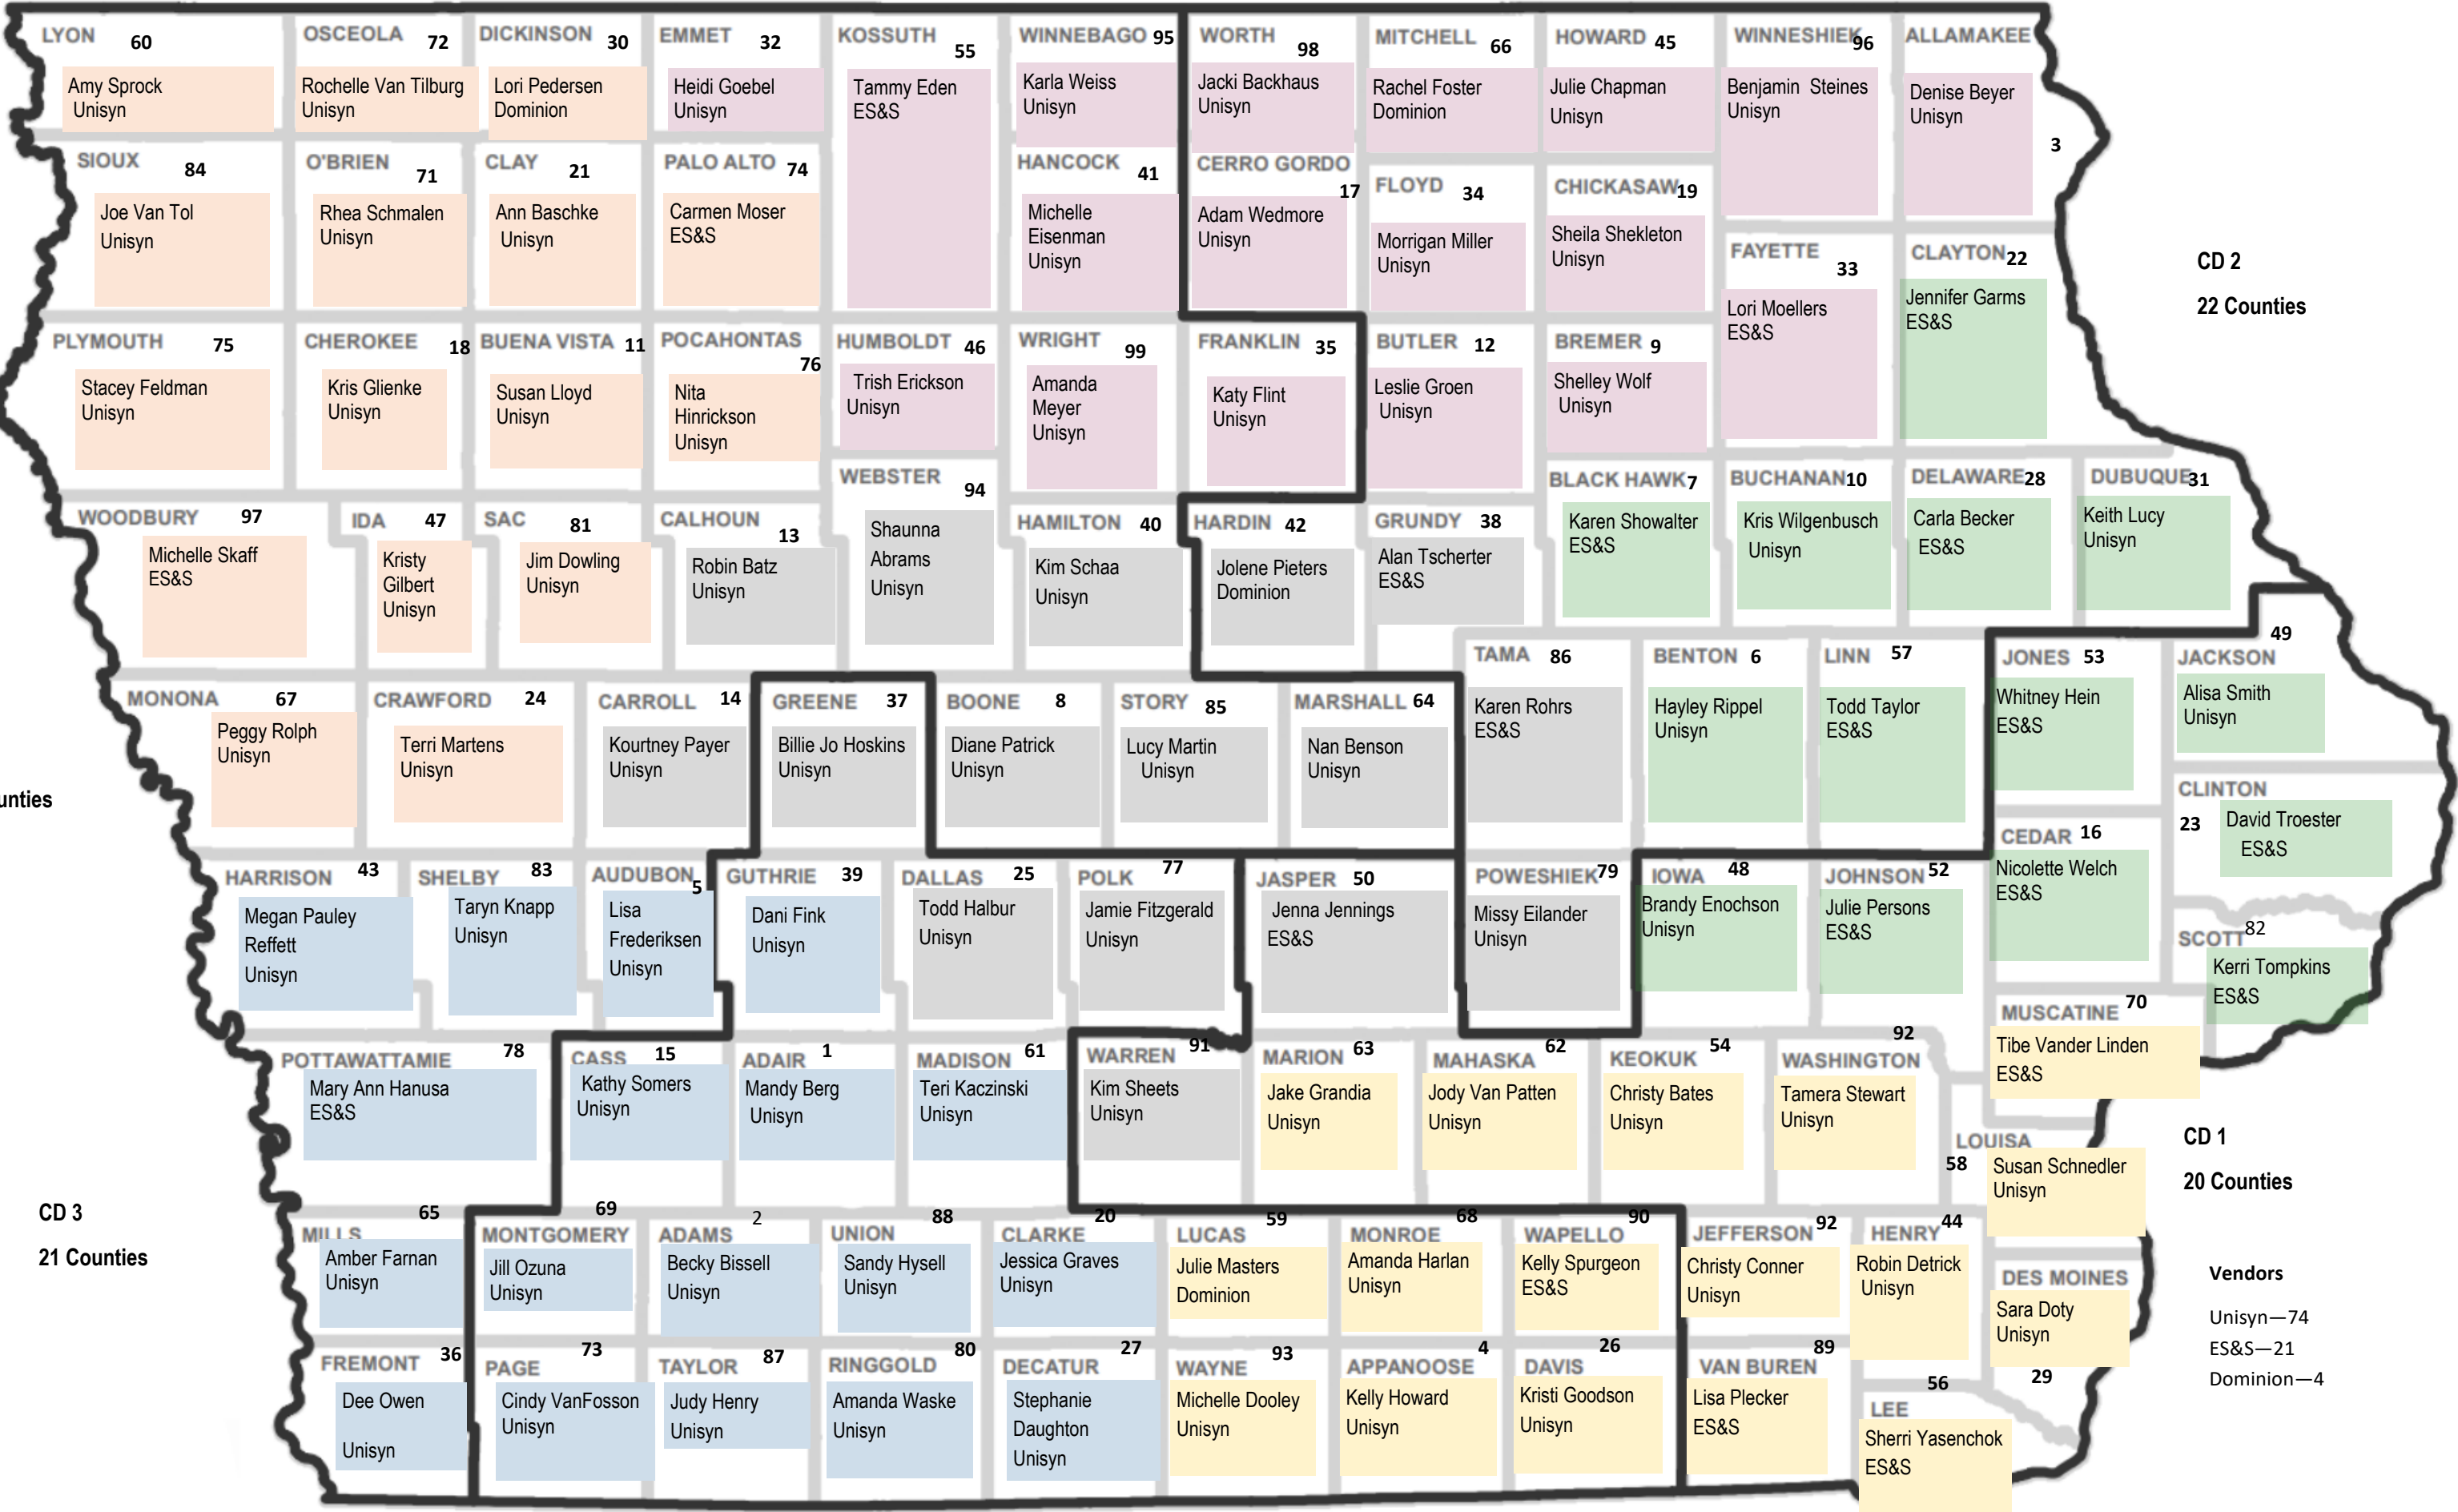 LYON 60
Amy Sprock
Unisyn
OSCEOLA 72
Rochelle Van Tilburg
Unisyn
DICKINSON 30
Lori Pedersen
Dominion
EMMET 32
Heidi Goebel
Unisyn
KOSSUTH 55
Tammy Eden
ES&S
WINNEBAGO 95
Karla Weiss
Unisyn
WORTH 98
Jacki Backhaus
Unisyn
MITCHELL 66
Rachel Foster
Dominion
HOWARD 45
Julie Chapman
Unisyn
WINNESHIEK 96
Benjamin Steines
Unisyn
ALLAMAKEE
Denise Beyer
Unisyn
3
SIOUX 84
Joe Van Tol
Unisyn
O'BRIEN 71
Rhea Schmalen
Unisyn
CLAY 21
Ann Baschke
Unisyn
PALO ALTO 74
Carmen Moser
ES&S
HANCOCK 41
Michelle
Eisenman
Unisyn
CERRO GORDO
17
Adam Wedmore
Unisyn
FLOYD 34
Morrigan Miller
Unisyn
CHICKASAW 19
Sheila Shekleton
Unisyn
FAYETTE 33
Lori Moellers
ES&S
CLAYTON 22
Jennifer Garms
ES&S
CD 2
22 Counties
PLYMOUTH 75
Stacey Feldman
Unisyn
CHEROKEE 18
Kris Glienke
Unisyn
BUENA VISTA 11
Susan Lloyd
Unisyn
POCAHONTAS
76
Nita
Hinrickson
Unisyn
HUMBOLDT 46
Trish Erickson
Unisyn
WRIGHT 99
Amanda
Meyer
Unisyn
FRANKLIN 35
Katy Flint
Unisyn
BUTLER 12
Leslie Groen
Unisyn
BREMER 9
Shelley Wolf
Unisyn
WEBSTER 94
Shaunna
Abrams
Unisyn
BLACK HAWK 7
Karen Showalter
ES&S
BUCHANAN 10
Kris Wilgenbusch
Unisyn
DELAWARE 28
Carla Becker
ES&S
DUBUQUE 31
Keith Lucy
Unisyn
WOODBURY 97
Michelle Skaff
ES&S
IDA 47
Kristy
Gilbert
Unisyn
SAC 81
Jim Dowling
Unisyn
CALHOUN 13
Robin Batz
Unisyn
HAMILTON 40
Kim Schaa
Unisyn
HARDIN 42
Jolene Pieters
Dominion
GRUNDY 38
Alan Tscherter
ES&S
TAMA 86
Karen Rohrs
ES&S
BENTON 6
Hayley Rippel
Unisyn
LINN 57
Todd Taylor
ES&S
JONES 53
Whitney Hein
ES&S
49
JACKSON
Alisa Smith
Unisyn
MONONA 67
Peggy Rolph
Unisyn
CRAWFORD 24
Terri Martens
Unisyn
CARROLL 14
Kourtney Payer
Unisyn
GREENE 37
Billie Jo Hoskins
Unisyn
BOONE 8
Diane Patrick
Unisyn
STORY 85
Lucy Martin
Unisyn
MARSHALL 64
Nan Benson
Unisyn
unties
CLINTON
23
David Troester
ES&S
CEDAR 16
Nicolette Welch
ES&S
HARRISON 43
Megan Pauley
Reffett
Unisyn
SHELBY 83
Taryn Knapp
Unisyn
AUDUBON 5
Lisa
Frederiksen
Unisyn
GUTHRIE 39
Dani Fink
Unisyn
DALLAS 25
Todd Halbur
Unisyn
POLK 77
Jamie Fitzgerald
Unisyn
JASPER 50
Jenna Jennings
ES&S
POWESHIEK 79
Missy Eilander
Unisyn
IOWA 48
Brandy Enochson
Unisyn
JOHNSON 52
Julie Persons
ES&S
SCOTT 82
Kerri Tompkins
ES&S
MUSCATINE 70
Tibe Vander Linden
ES&S
POTTAWATTAMIE 78
Mary Ann Hanusa
ES&S
CASS 15
Kathy Somers
Unisyn
ADAIR 1
Mandy Berg
Unisyn
MADISON 61
Teri Kaczinski
Unisyn
WARREN 91
Kim Sheets
Unisyn
MARION 63
Jake Grandia
Unisyn
MAHASKA 62
Jody Van Patten
Unisyn
KEOKUK 54
Christy Bates
Unisyn
92
WASHINGTON
Tamera Stewart
Unisyn
LOUISA
58
Susan Schnedler
Unisyn
CD 1
20 Counties
CD 3
21 Counties
MILLS 65
Amber Farnan
Unisyn
69
MONTGOMERY
Jill Ozuna
Unisyn
ADAMS 2
Becky Bissell
Unisyn
UNION 88
Sandy Hysell
Unisyn
CLARKE 20
Jessica Graves
Unisyn
LUCAS 59
Julie Masters
Dominion
MONROE 68
Amanda Harlan
Unisyn
WAPELLO 90
Kelly Spurgeon
ES&S
JEFFERSON 92
Christy Conner
Unisyn
HENRY 44
Robin Detrick
Unisyn
DES MOINES
Sara Doty
Unisyn
29
Vendors
Unisyn—74
ES&S—21
Dominion—4
FREMONT 36
Dee Owen
Unisyn
PAGE 73
Cindy VanFosson
Unisyn
TAYLOR 87
Judy Henry
Unisyn
RINGGOLD 80
Amanda Waske
Unisyn
DECATUR 27
Stephanie
Daughton
Unisyn
WAYNE 93
Michelle Dooley
Unisyn
APPANOOSE 4
Kelly Howard
Unisyn
DAVIS 26
Kristi Goodson
Unisyn
VAN BUREN 89
Lisa Plecker
ES&S
56
LEE
Sherri Yasenchok
ES&S